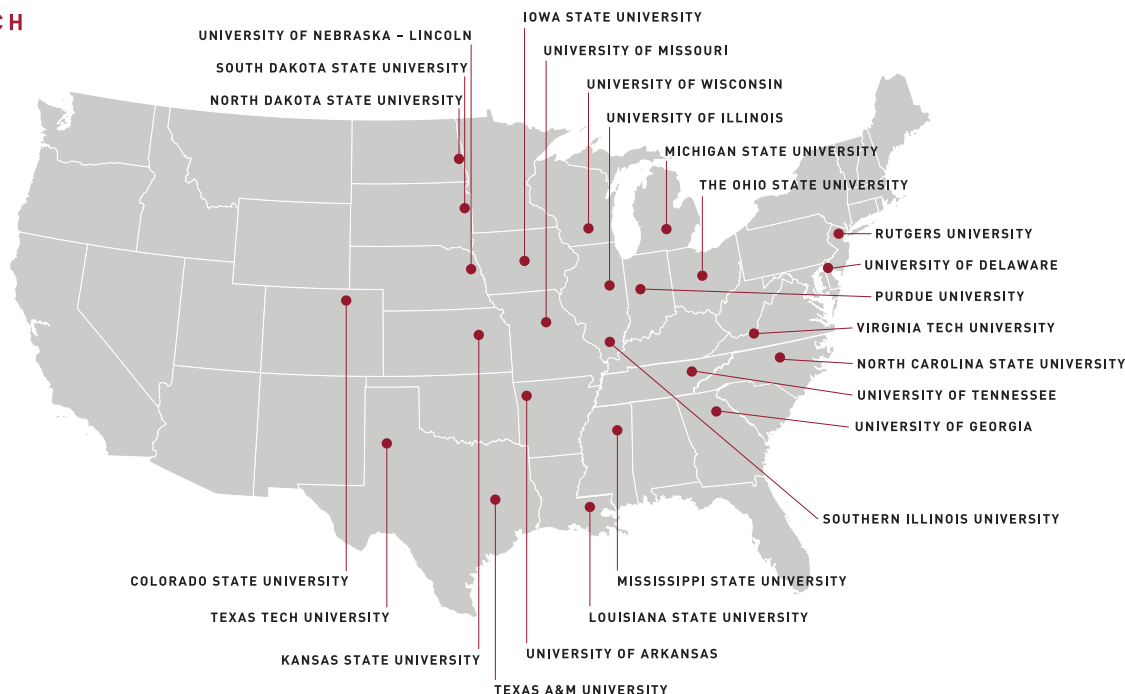 CH
IOWA STATE UNIVERSITY
UNIVERSITY OF NEBRASKA – LINCOLN
UNIVERSITY OF MISSOURI
SOUTH DAKOTA STATE UNIVERSITY
UNIVERSITY OF WISCONSIN
NORTH DAKOTA STATE UNIVERSITY
UNIVERSITY OF ILLINOIS
MICHIGAN STATE UNIVERSITY
THE OHIO STATE UNIVERSITY
RUTGERS UNIVERSITY
UNIVERSITY OF DELAWARE
PURDUE UNIVERSITY
VIRGINIA TECH UNIVERSITY
NORTH CAROLINA STATE UNIVERSITY
UNIVERSITY OF TENNESSEE
UNIVERSITY OF GEORGIA
SOUTHERN ILLINOIS UNIVERSITY
COLORADO STATE UNIVERSITY
MISSISSIPPI STATE UNIVERSITY
TEXAS TECH UNIVERSITY
LOUISIANA STATE UNIVERSITY
KANSAS STATE UNIVERSITY
UNIVERSITY OF ARKANSAS
TEXAS A&M UNIVERSITY